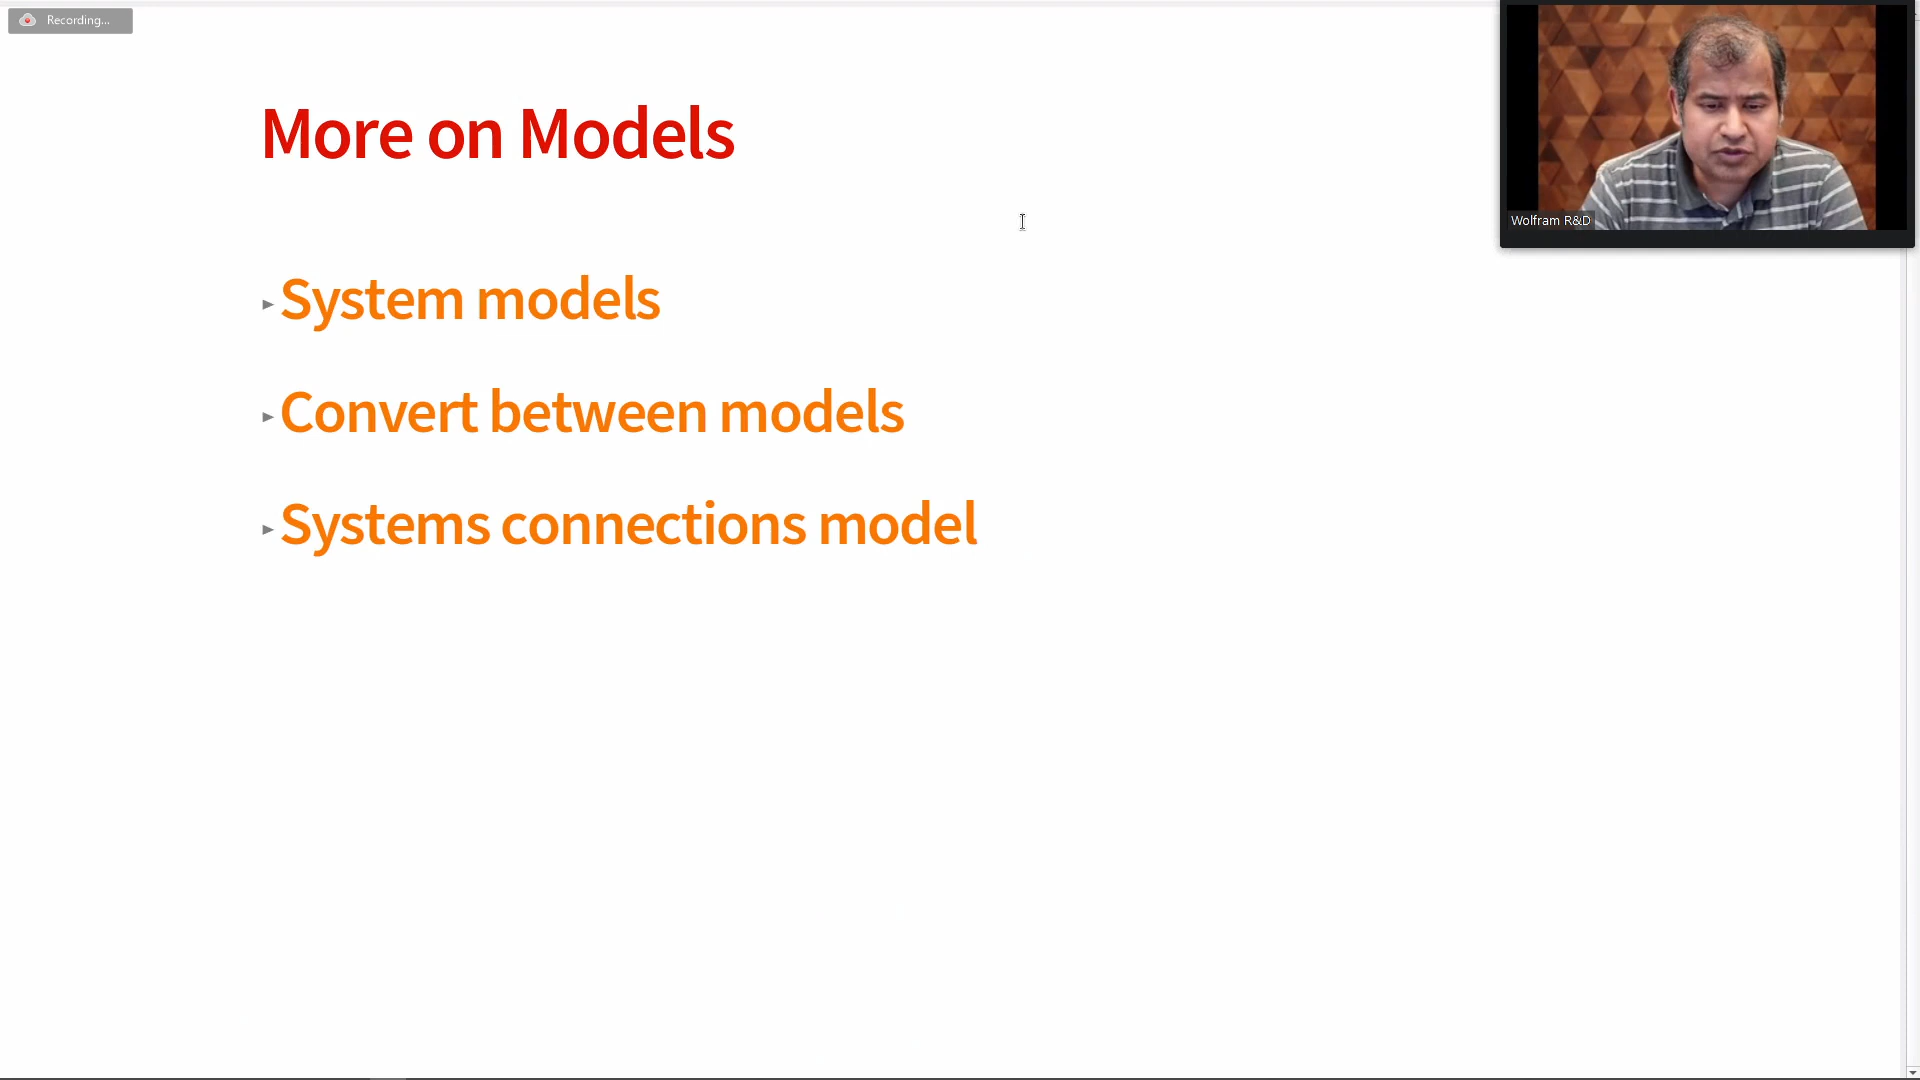 Recording...
More on Models
System models
Convert between models
Systems connections model
Wolfram R&D